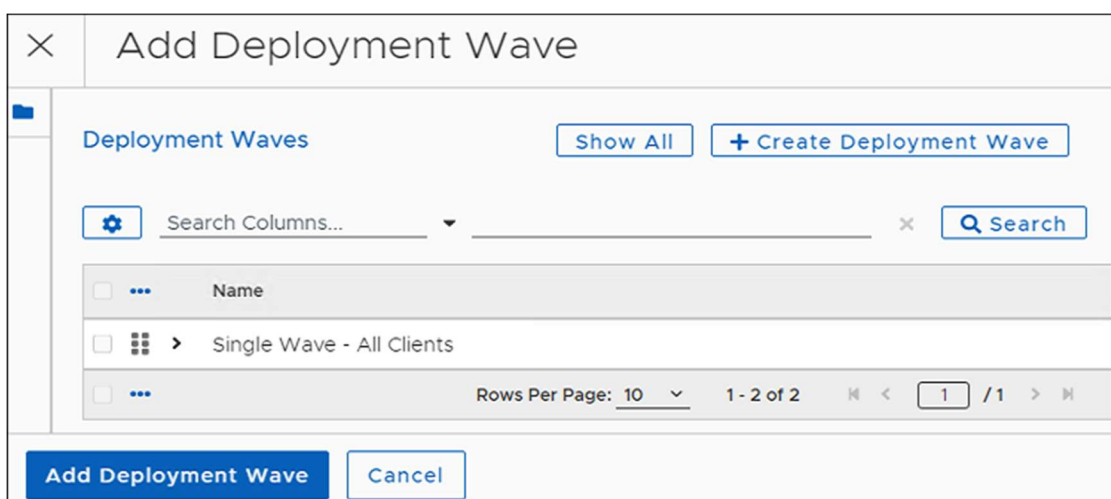 Add Deployment Wave
Deployment Waves Show All + Create Deployment Wave
Search Columns... Search
Name
Single Wave - All Clients
Rows Per Page: 10 1 - 2 of 2 1 / 1
Add Deployment Wave Cancel